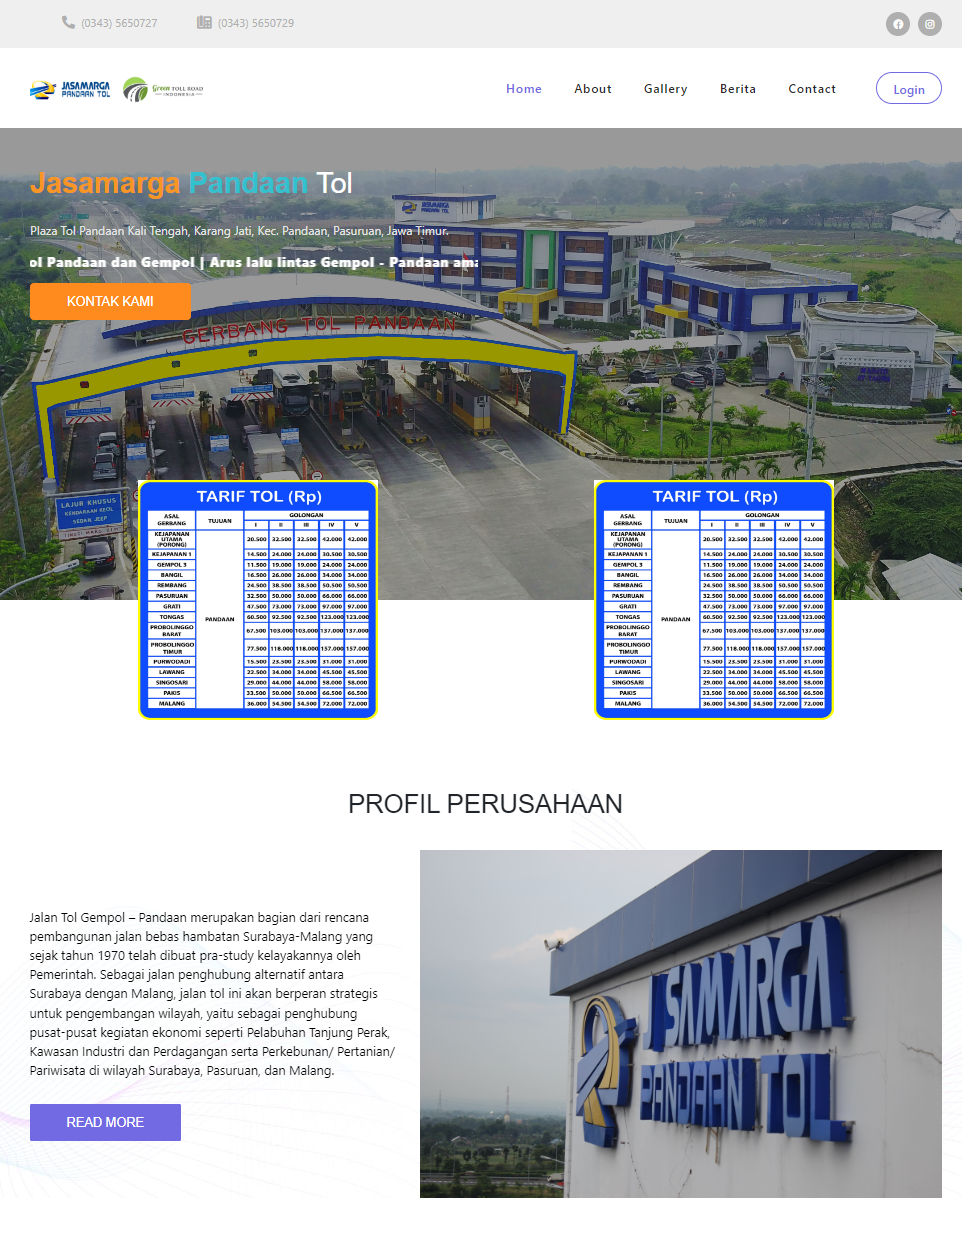 (0343) 5650727
(0343) 5650729
JASAMARGA
PANDAAN TOL
Green TOLL ROAD
INDONESIA
Home
About
Gallery
Berita
Contact
Login
Jasamarga Pandaan Tol
Plaza Tol Pandaan Kali Tengah, Karang Jati, Kec. Pandaan, Pasuruan, Jawa Timur.
ol Pandaan dan Gempol | Arus lalu lintas Gempol - Pandaan ama
KONTAK KAMI
JASAMARGA
PANDAAN TOL
GERBANG TOL PANDAAN
LAJUR KHUSUS
KENDARAAN KECIL
SEDAN JEEP
TARIF TOL (Rp)
ASAL GERBANG TUJUAN GOLONGAN
I II III IV V
KEJAPANAN UTAMA (PORONG) 20.500 32.500 32.500 42.000 42.000
KEJAPANAN 1 14.500 24.000 24.000 30.500 30.500
GEMPOL 3 11.500 19.000 19.000 24.000 24.000
BANGIL 16.500 26.000 26.000 34.000 34.000
REMBANG 24.500 38.500 38.500 50.500 50.500
PASURUAN 32.500 50.000 50.000 66.000 66.000
GRATI 47.500 73.000 73.000 97.000 97.000
TONGAS PANDAAN 60.500 92.500 92.500 123.000 123.000
PROBOLINGGO BARAT 67.500 103.000 103.000 137.000 137.000
PROBOLINGGO TIMUR 77.500 118.000 118.000 157.000 157.000
PURWODADI 15.500 23.500 23.500 31.000 31.000
LAWANG 22.500 34.000 34.000 45.500 45.500
SINGOSARI 29.000 44.000 44.000 58.000 58.000
PAKIS 33.500 50.000 50.000 66.500 66.500
MALANG 36.000 54.500 54.500 72.000 72.000
TARIF TOL (Rp)
ASAL GERBANG TUJUAN GOLONGAN
I II III IV V
KEJAPANAN UTAMA (PORONG) 20.500 32.500 32.500 42.000 42.000
KEJAPANAN 1 14.500 24.000 24.000 30.500 30.500
GEMPOL 3 11.500 19.000 19.000 24.000 24.000
BANGIL 16.500 26.000 26.000 34.000 34.000
REMBANG 24.500 38.500 38.500 50.500 50.500
PASURUAN 32.500 50.000 50.000 66.000 66.000
GRATI 47.500 73.000 73.000 97.000 97.000
TONGAS PANDAAN 60.500 92.500 92.500 123.000 123.000
PROBOLINGGO BARAT 67.500 103.000 103.000 137.000 137.000
PROBOLINGGO TIMUR 77.500 118.000 118.000 157.000 157.000
PURWODADI 15.500 23.500 23.500 31.000 31.000
LAWANG 22.500 34.000 34.000 45.500 45.500
SINGOSARI 29.000 44.000 44.000 58.000 58.000
PAKIS 33.500 50.000 50.000 66.500 66.500
MALANG 36.000 54.500 54.500 72.000 72.000
PROFIL PERUSAHAAN
Jalan Tol Gempol – Pandaan merupakan bagian dari rencana
pembangunan jalan bebas hambatan Surabaya-Malang yang
sejak tahun 1970 telah dibuat pra-study kelayakannya oleh
Pemerintah. Sebagai jalan penghubung alternatif antara
Surabaya dengan Malang, jalan tol ini akan berperan strategis
untuk pengembangan wilayah, yaitu sebagai penghubung
pusat-pusat kegiatan ekonomi seperti Pelabuhan Tanjung Perak,
Kawasan Industri dan Perdagangan serta Perkebunan/ Pertanian/
Pariwisata di wilayah Surabaya, Pasuruan, dan Malang.
READ MORE
JASAMARGA
PANDAAN TOL